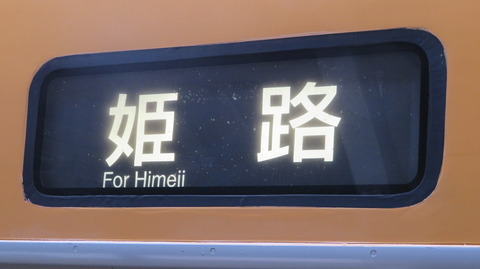 姫路
For Himeji